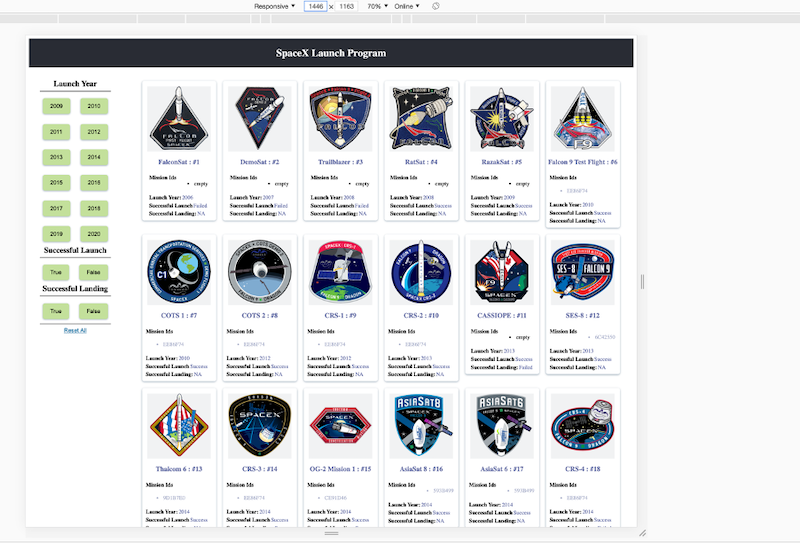 Responsive ▼ 1446 × 1163 70% ▼ Online ▼
SpaceX Launch Program
Launch Year
2009 2010
2011 2012
2013 2014
2015 2016
2017 2018
2019 2020
Successful Launch
True False
Successful Landing
True False
Reset All
FalconSat : #1
Mission Ids
• empty
Launch Year: 2006
Successful Launch Failed
Successful Landing: NA
DemoSat : #2
Mission Ids
• empty
Launch Year: 2007
Successful Launch Failed
Successful Landing: NA
Trailblazer : #3
Mission Ids
• empty
Launch Year: 2008
Successful Launch Failed
Successful Landing: NA
RatSat : #4
Mission Ids
• empty
Launch Year: 2008
Successful Launch Success
Successful Landing: NA
RazakSat : #5
Mission Ids
• empty
Launch Year: 2009
Successful Launch Success
Successful Landing: NA
Falcon 9 Test Flight : #6
Mission Ids
• EE86F74
Launch Year: 2010
Successful Launch Success
Successful Landing: NA
COTS 1 : #7
Mission Ids
• EE86F74
Launch Year: 2010
Successful Launch Success
Successful Landing: NA
COTS 2 : #8
Mission Ids
• EE86F74
Launch Year: 2012
Successful Launch Success
Successful Landing: NA
CRS-1 : #9
Mission Ids
• EE86F74
Launch Year: 2012
Successful Launch Success
Successful Landing: NA
CRS-2 : #10
Mission Ids
• EE86F74
Launch Year: 2013
Successful Launch Success
Successful Landing: NA
CASSIOPE : #11
Mission Ids
• empty
Launch Year: 2013
Successful Launch Success
Successful Landing: Failed
SES-8 : #12
Mission Ids
Launch Year: 2013
Successful Launch Success
Successful Landing: NA
Thaicom 6 : #13
Mission Ids
Launch Year: 2014
Successful Launch Success
CRS-3 : #14
Mission Ids
• EE86F74
Launch Year: 2014
Successful Launch Success
OG-2 Mission 1 : #15
Mission Ids
Launch Year: 2014
Successful Launch Success
AsiaSat 8 : #16
Mission Ids
• 593B499
Launch Year: 2014
Successful Launch Success
Successful Landing: NA
AsiaSat 6 : #17
Mission Ids
• 593B499
Launch Year: 2014
Successful Launch Success
Successful Landing: NA
CRS-4 : #18
Mission Ids
• EE86F74
Launch Year: 2014
Successful Launch Success